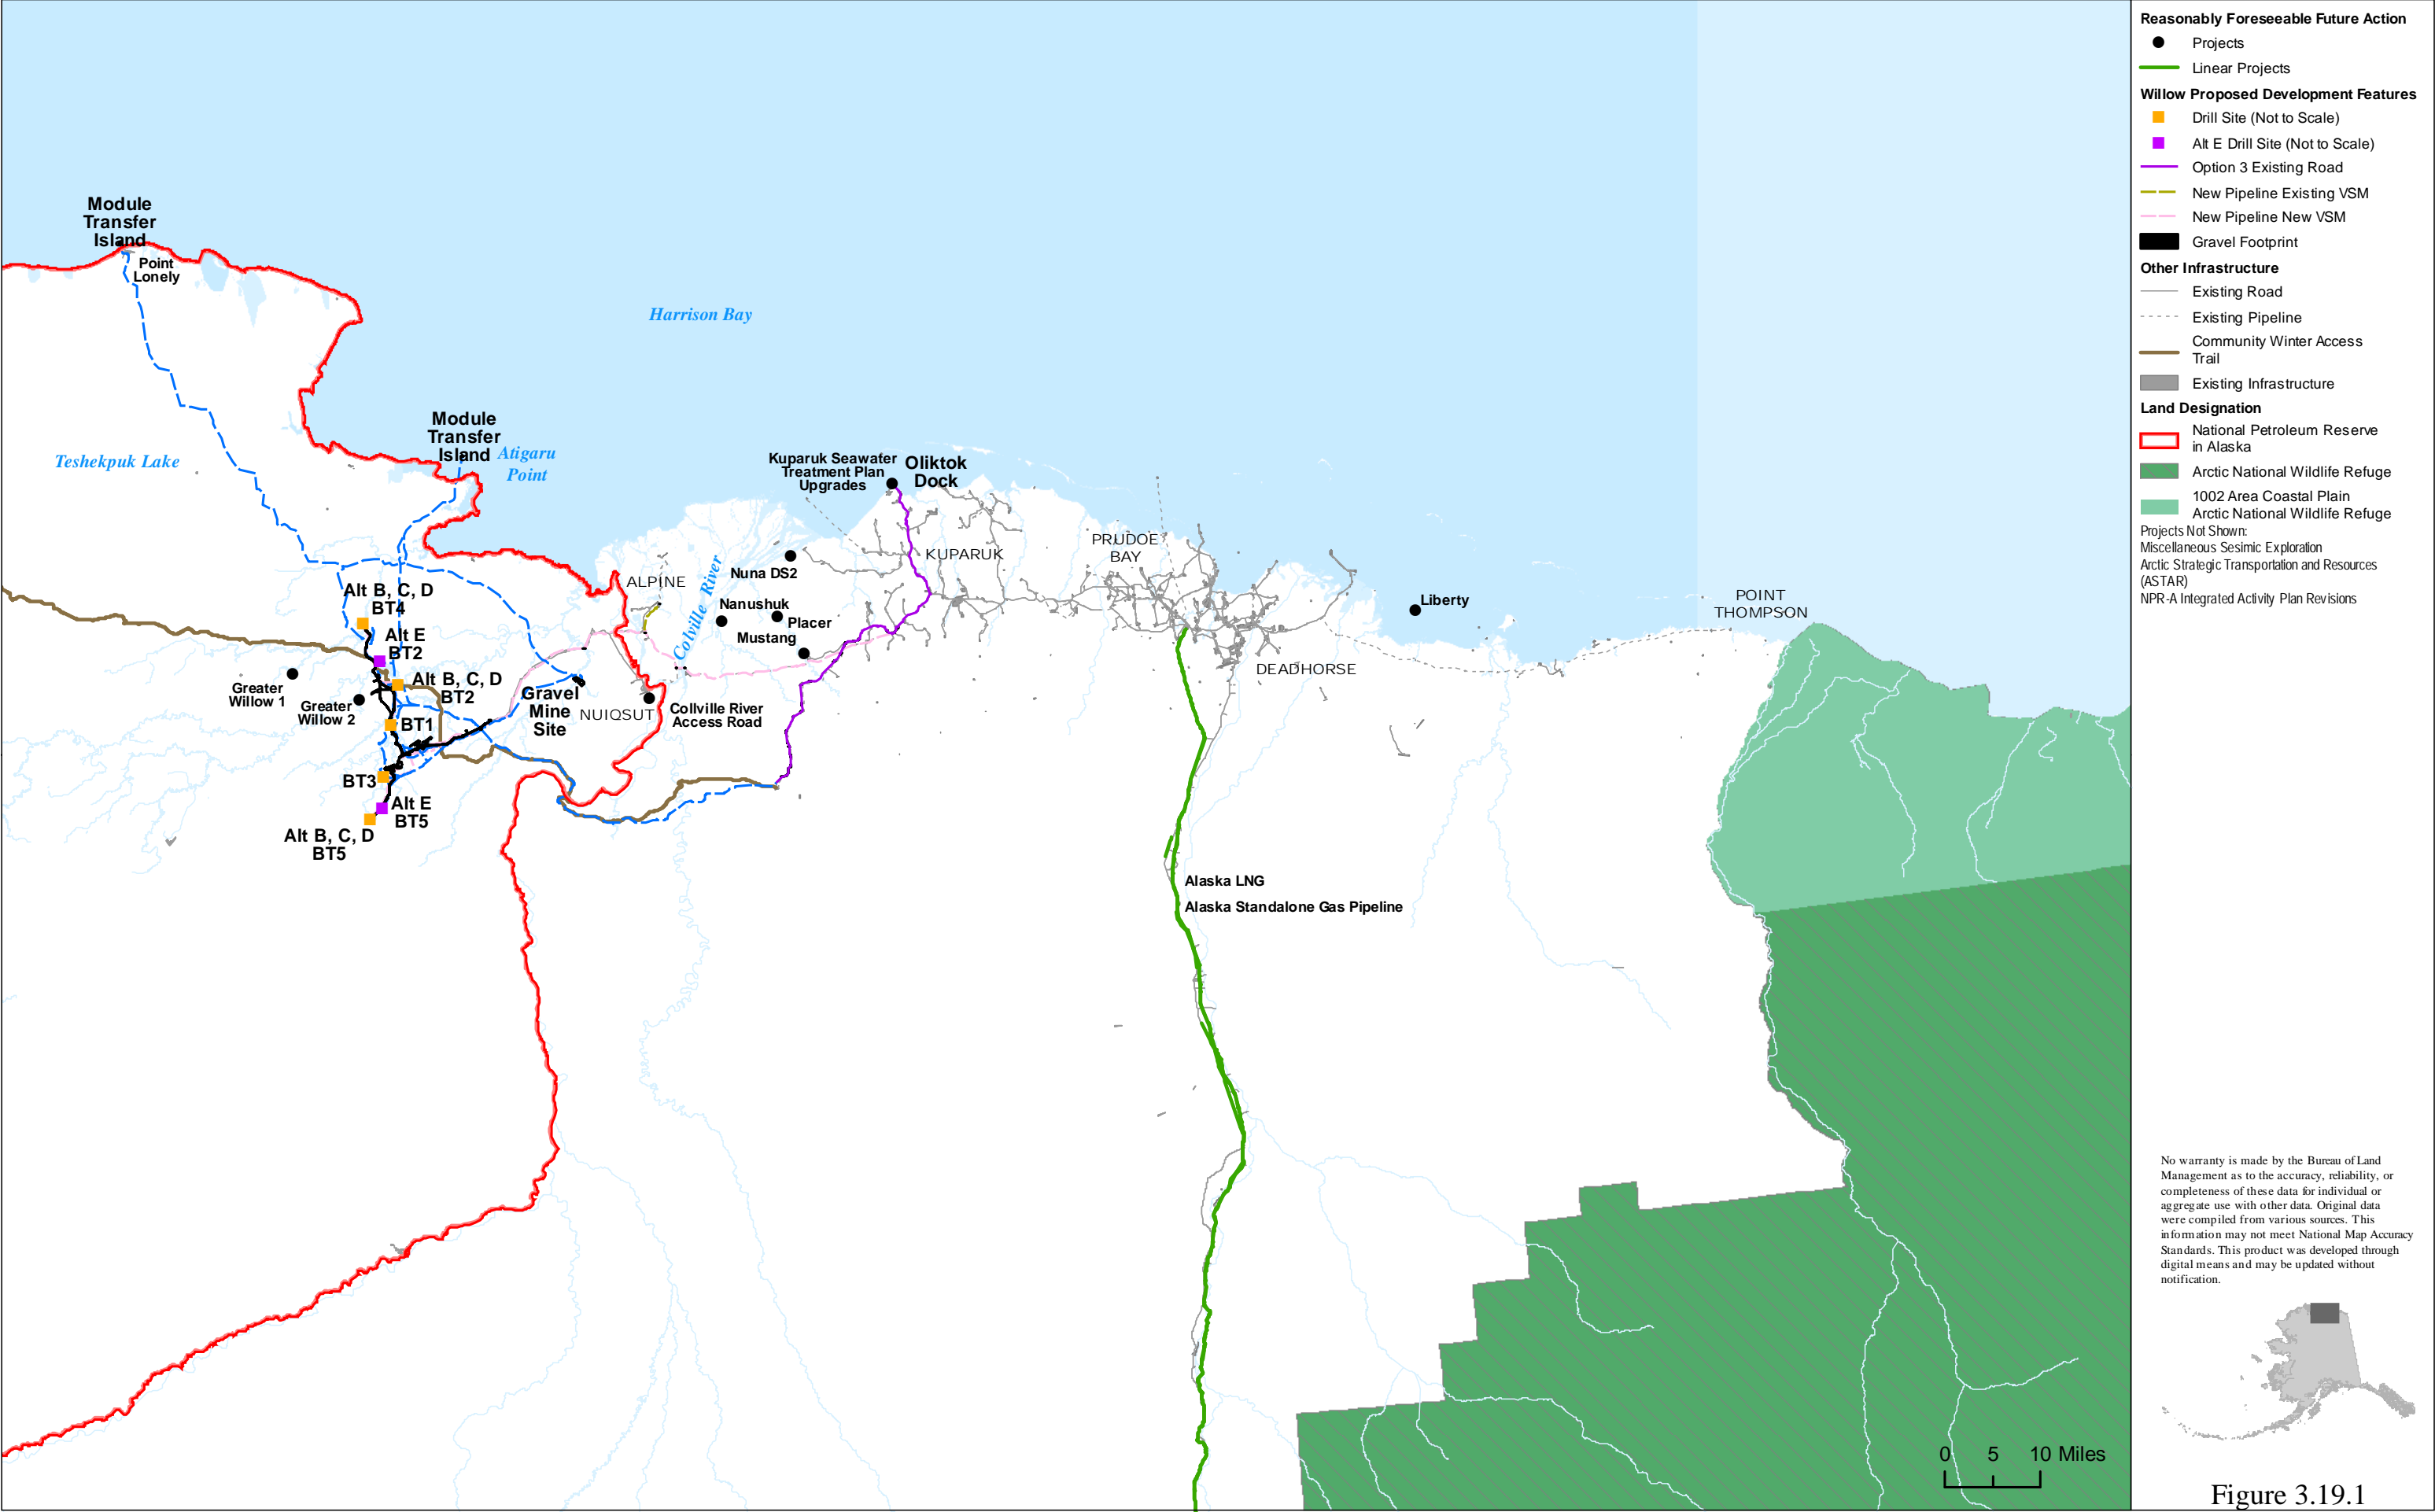 Module
Transfer
Island
Point
Lonely
Harrison Bay
Teshekpuk Lake
Module
Transfer
Island
Atigaru
Point
Kuparuk Seawater
Treatment Plan
Upgrades
Oliktok
Dock
KUPARUK
PRUDOE
BAY
ALPINE
Colville River
Nuna DS2
Nanushuk
Placer
Mustang
Liberty
POINT
THOMPSON
DEADHORSE
Alt B, C, D
BT4
Alt E
BT2
Alt B, C, D
BT2
Greater
Willow 1
Greater
Willow 2
BT1
Gravel
Mine
Site
NUIQSUT
Collville River
Access Road
BT3
Alt E
BT5
Alt B, C, D
BT5
Alaska LNG
Alaska Standalone Gas Pipeline
0 5 10 Miles
Reasonably Foreseeable Future Action
Projects
Linear Projects
Willow Proposed Development Features
Drill Site (Not to Scale)
Alt E Drill Site (Not to Scale)
Option 3 Existing Road
New Pipeline Existing VSM
New Pipeline New VSM
Gravel Footprint
Other Infrastructure
Existing Road
Existing Pipeline
Community Winter Access
Trail
Existing Infrastructure
Land Designation
National Petroleum Reserve
in Alaska
Arctic National Wildlife Refuge
1002 Area Coastal Plain
Arctic National Wildlife Refuge
Projects Not Shown:
Miscellaneous Sesimic Exploration
Arctic Strategic Transportation and Resources
(ASTAR)
NPR-A Integrated Activity Plan Revisions
No warranty is made by the Bureau of Land
Management as to the accuracy, reliability, or
completeness of these data for individual or
aggregate use with other data. Original data
were compiled from various sources. This
information may not meet National Map Accuracy
Standards. This product was developed through
digital means and may be updated without
notification.
Figure 3.19.1